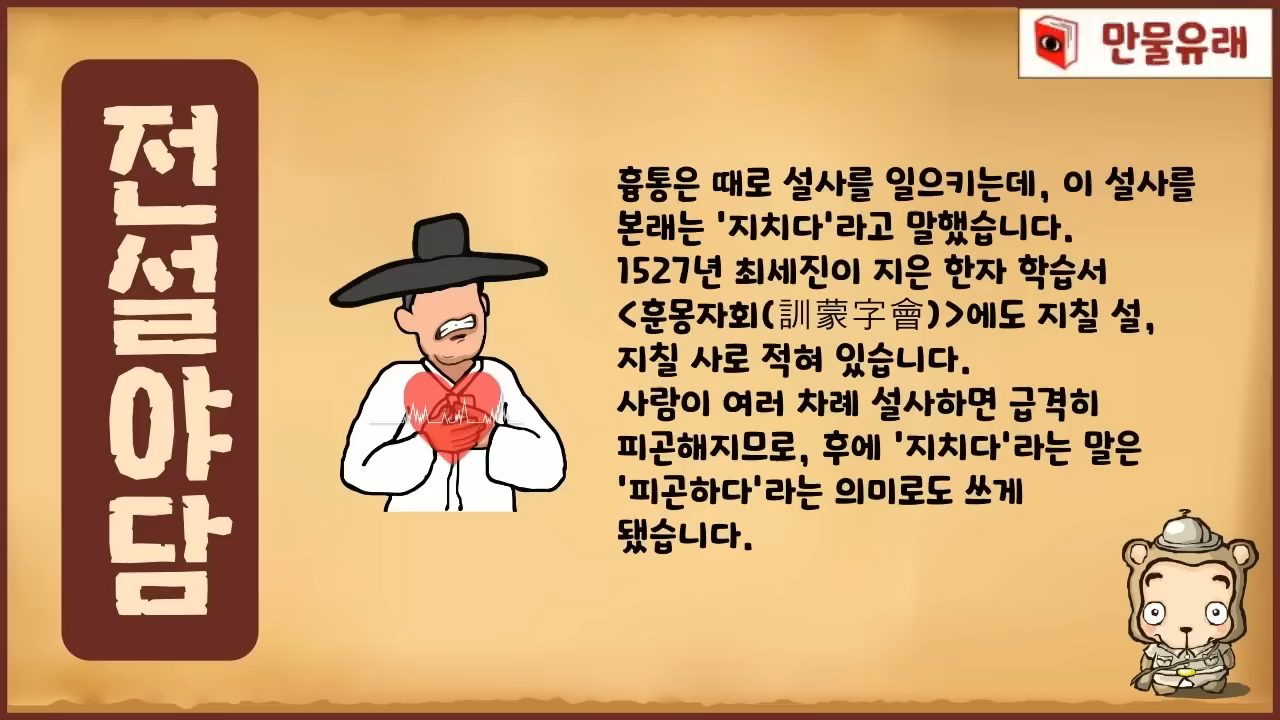 만물유래
전설야담
흉통은 때로 설사를 일으키는데, 이 설사를
본래는 '지치다'라고 말했습니다.
1527년 최세진이 지은 한자 학습서
<훈몽자회(訓蒙字會)>에도 지칠 설,
지칠 사로 적혀 있습니다.
사람이 여러 차례 설사하면 급격히
피곤해지므로, 후에 '지치다'라는 말은
'피곤하다'라는 의미로도 쓰게
됐습니다.